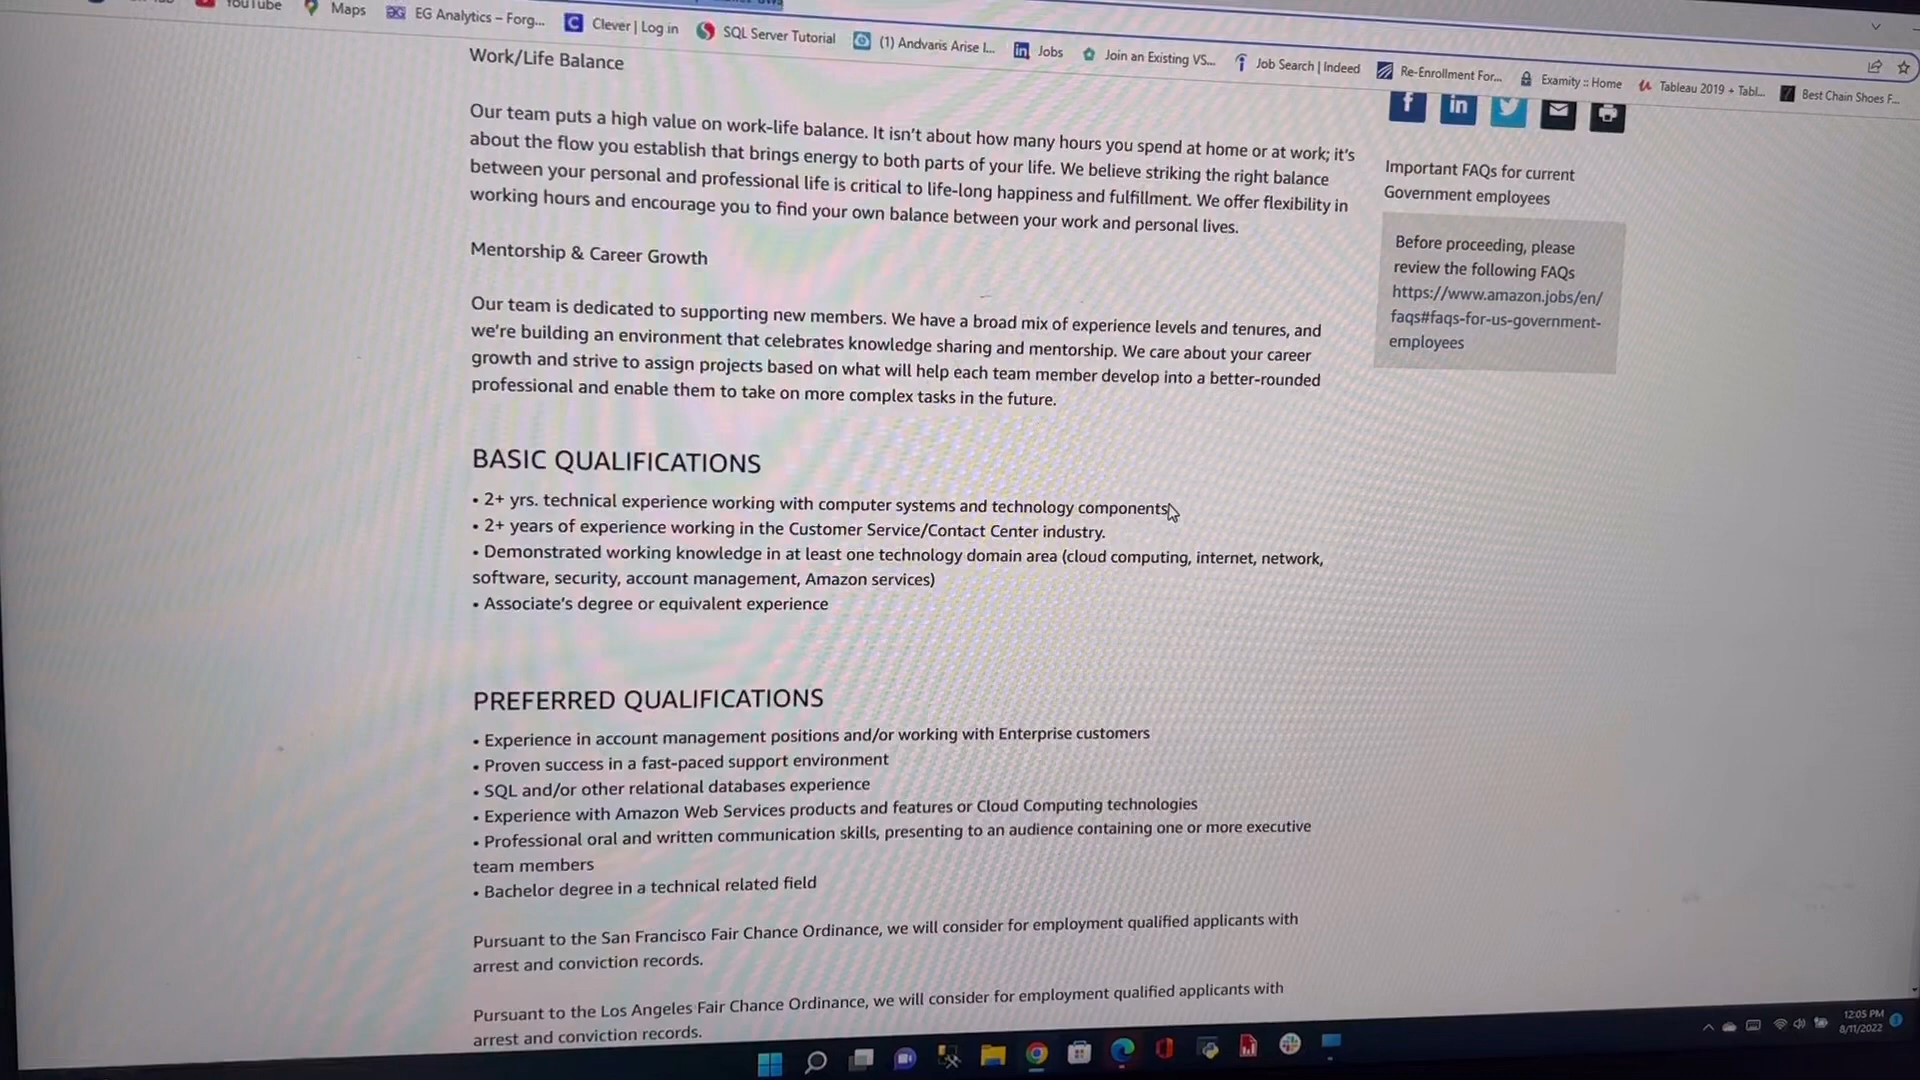 YouTube
Maps
EG Analytics – Forg...
Clever | Log in
SQL Server Tutorial
(1) Andvaris Arise I...
Jobs
Join an Existing VS...
Job Search | Indeed
Re-Enrollment For...
Examity :: Home
Tableau 2019 + Tabl...
Best Chain Shoes F...
Work/Life Balance
Our team puts a high value on work-life balance. It isn't about how many hours you spend at home or at work; it's
about the flow you establish that brings energy to both parts of your life. We believe striking the right balance
between your personal and professional life is critical to life-long happiness and fulfillment. We offer flexibility in
working hours and encourage you to find your own balance between your work and personal lives.
Mentorship & Career Growth
Our team is dedicated to supporting new members. We have a broad mix of experience levels and tenures, and
we're building an environment that celebrates knowledge sharing and mentorship. We care about your career
growth and strive to assign projects based on what will help each team member develop into a better-rounded
professional and enable them to take on more complex tasks in the future.
BASIC QUALIFICATIONS
• 2+ yrs. technical experience working with computer systems and technology components
• 2+ years of experience working in the Customer Service/Contact Center industry.
• Demonstrated working knowledge in at least one technology domain area (cloud computing, internet, network,
software, security, account management, Amazon services)
• Associate's degree or equivalent experience
PREFERRED QUALIFICATIONS
• Experience in account management positions and/or working with Enterprise customers
• Proven success in a fast-paced support environment
• SQL and/or other relational databases experience
• Experience with Amazon Web Services products and features or Cloud Computing technologies
• Professional oral and written communication skills, presenting to an audience containing one or more executive
team members
• Bachelor degree in a technical related field
Pursuant to the San Francisco Fair Chance Ordinance, we will consider for employment qualified applicants with
arrest and conviction records.
Pursuant to the Los Angeles Fair Chance Ordinance, we will consider for employment qualified applicants with
arrest and conviction records.
Important FAQs for current
Government employees
Before proceeding, please
review the following FAQs
https://www.amazon.jobs/en/
faqs#faqs-for-us-government-
employees
12:05 PM
8/11/2022